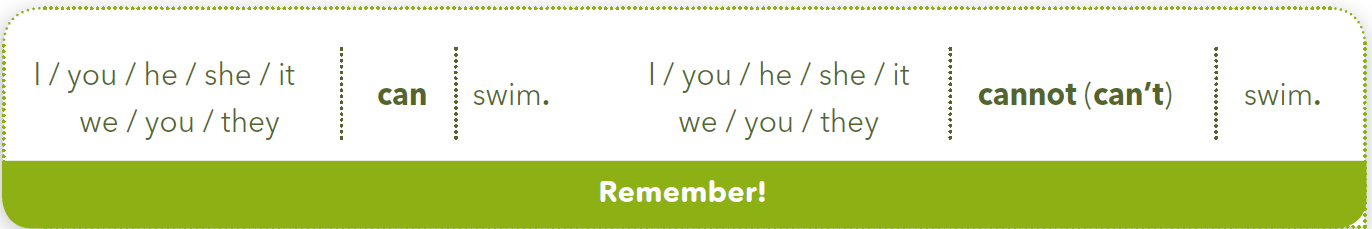 I / you / he / she / it
we / you / they
can
swim.
I / you / he / she / it
we / you / they
cannot (can't)
swim.
Remember!